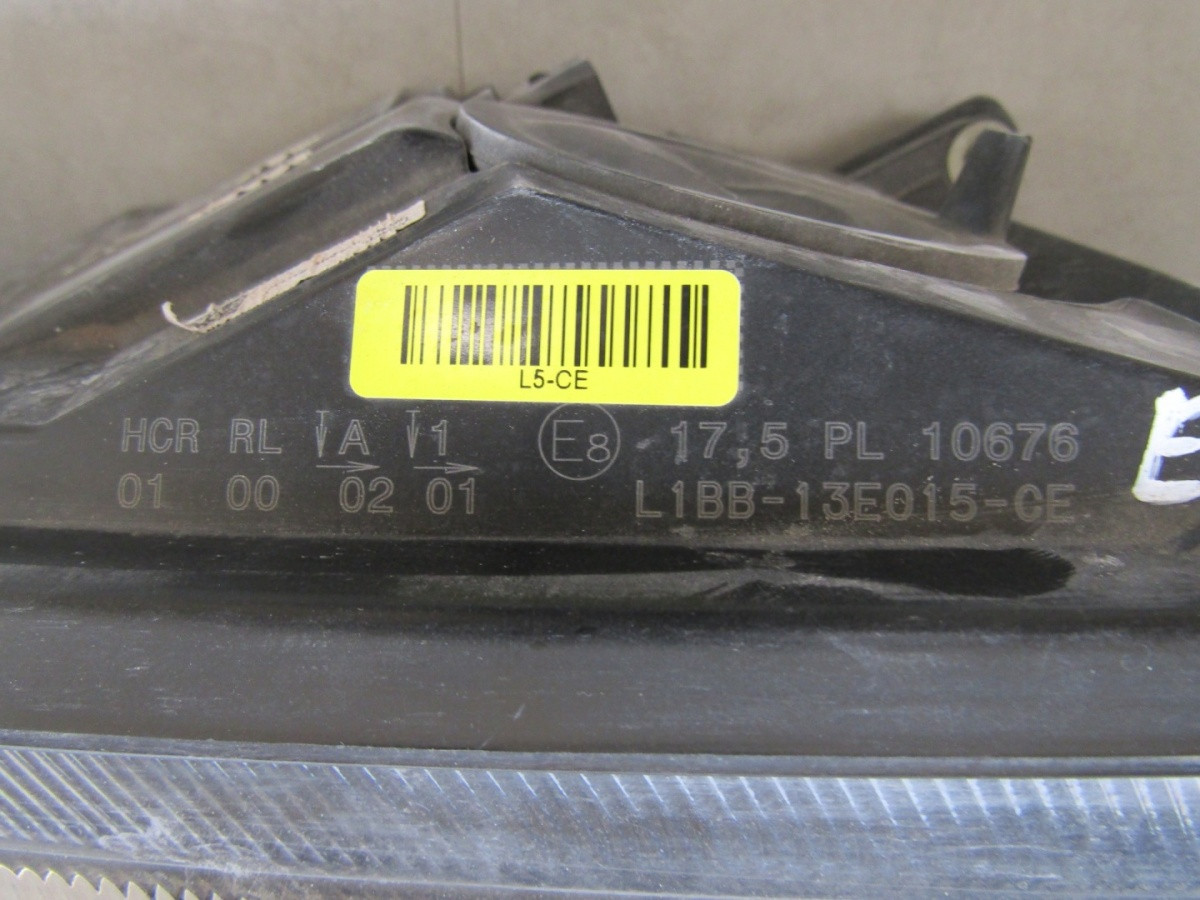 L5-CE
HCR RL A 1 E8 17,5 PL 10676
01 00 02 01 L1BB-13E015-CE